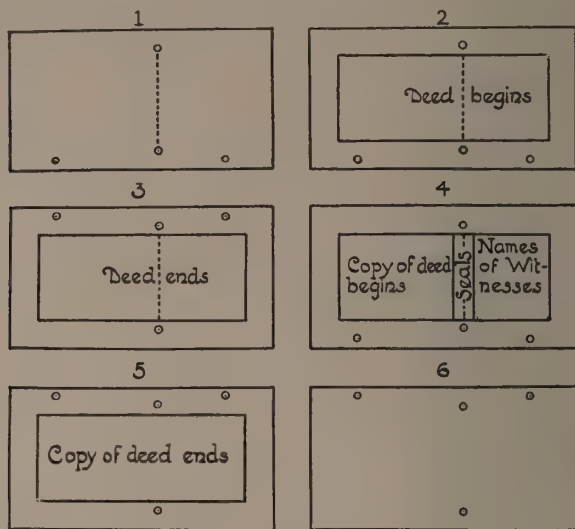 1
2
Deed begins
3
4
Deed ends
Copy of deed
begins
Seals
Names
of Wit-
nesses
5
6
Copy of deed ends